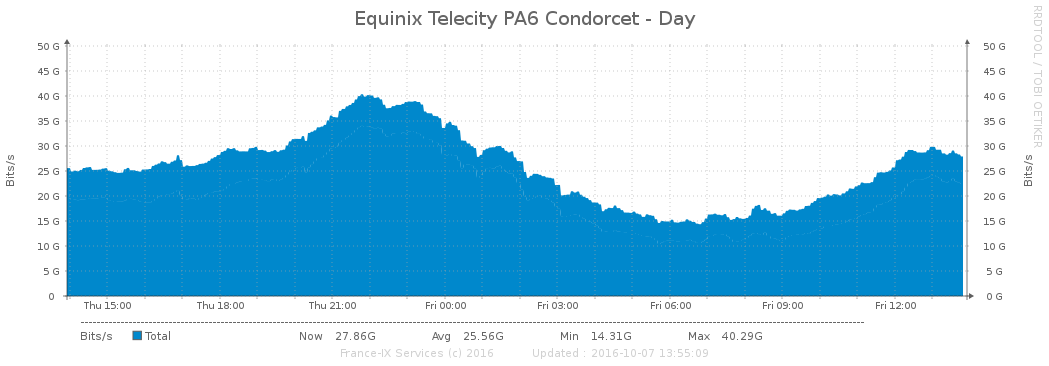 Equinix Telecity PA6 Condorcet - Day
RRDTOOL / TOBI OETIKER
Bits/s
50 G 50 G
45 G 45 G
40 G 40 G
35 G 35 G
30 G 30 G
25 G 25 G
20 G 20 G
15 G 15 G
10 G 10 G
5 G 5 G
0 0 G
Bits/s
Thu 15:00 Thu 18:00 Thu 21:00 Fri 00:00 Fri 03:00 Fri 06:00 Fri 09:00 Fri 12:00
Bits/s Total Now 27.86G Avg 25.56G Min 14.31G Max 40.29G
France-IX Services (c) 2016 Updated : 2016-10-07 13:55:09